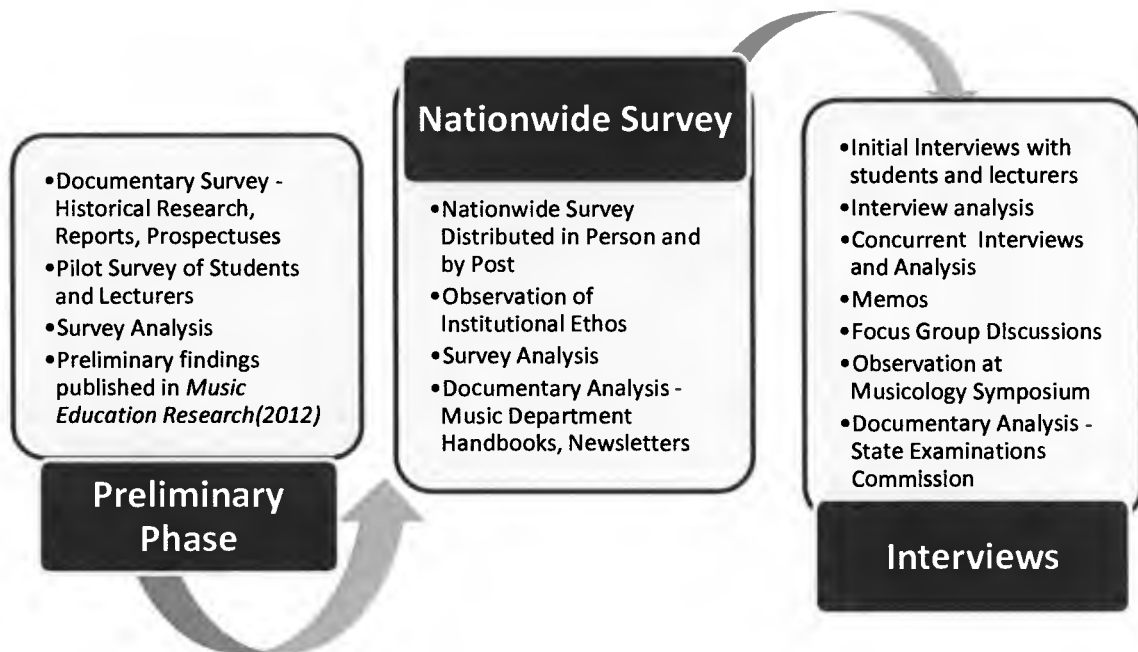 •Documentary Survey -
Historical Research,
Reports, Prospectuses
•Pilot Survey of Students
and Lecturers
•Survey Analysis
•Preliminary findings
published in Music
Education Research(2012)
Preliminary
Phase
Nationwide Survey
•Nationwide Survey
Distributed in Person and
by Post
•Observation of
Institutional Ethos
•Survey Analysis
•Documentary Analysis -
Music Department
Handbooks, Newsletters
•Initial Interviews with
students and lecturers
•Interview analysis
•Concurrent Interviews
and Analysis
•Memos
•Focus Group Discussions
•Observation at
Musicology Symposium
•Documentary Analysis -
State Examinations
Commission
Interviews